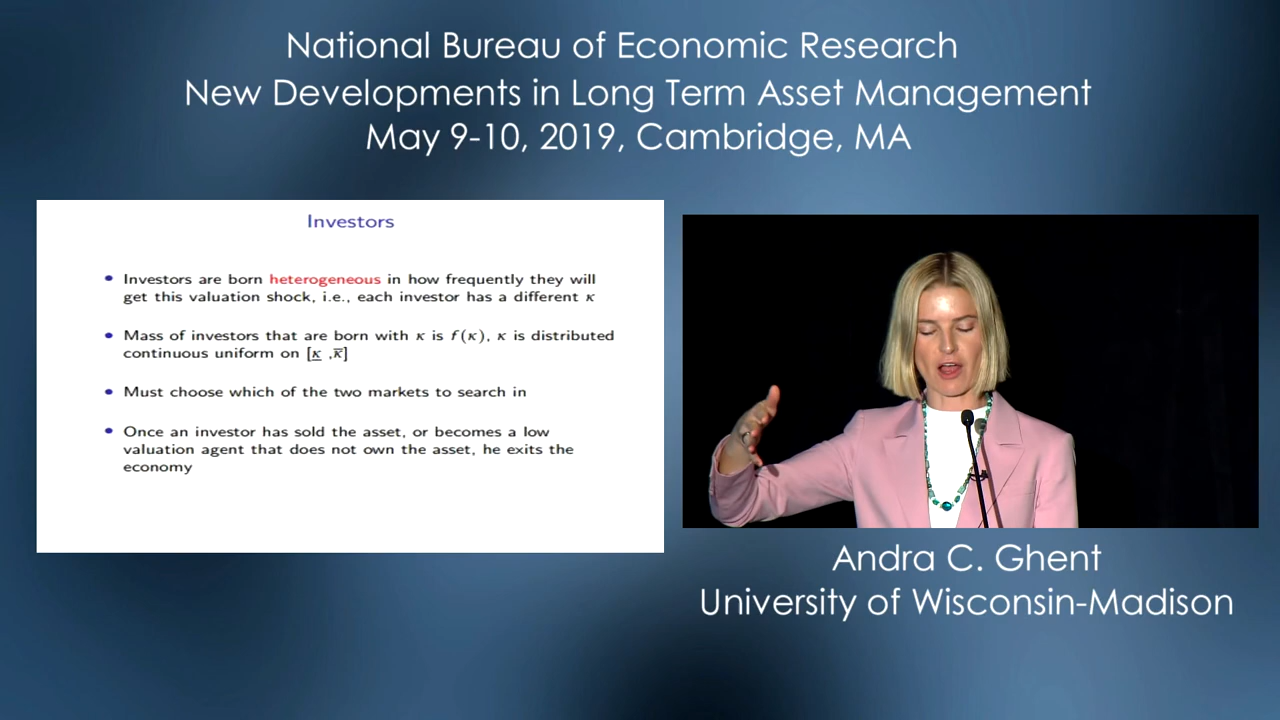 National Bureau of Economic Research
New Developments in Long Term Asset Management
May 9-10, 2019, Cambridge, MA
Investors
• Investors are born heterogeneous in how frequently they will
get this valuation shock, i.e., each investor has a different κ
• Mass of investors that are born with κ is f(κ), κ is distributed
continuous uniform on [κ̲ ,κ̅]
• Must choose which of the two markets to search in
• Once an investor has sold the asset, or becomes a low
valuation agent that does not own the asset, he exits the
economy
Andra C. Ghent
University of Wisconsin-Madison